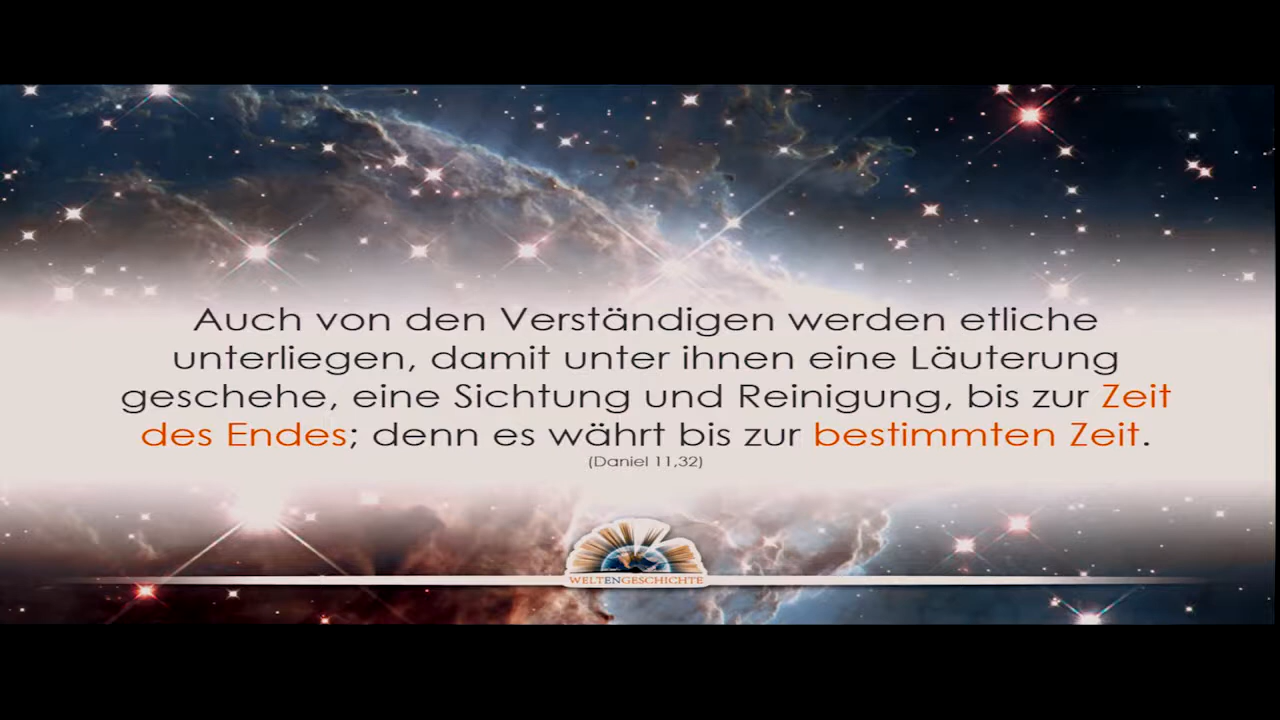 Auch von den Verständigen werden etliche
unterliegen, damit unter ihnen eine Läuterung
geschehe, eine Sichtung und Reinigung, bis zur Zeit
des Endes; denn es währt bis zur bestimmten Zeit.
(Daniel 11,32)
WELTENGESCHICHTE